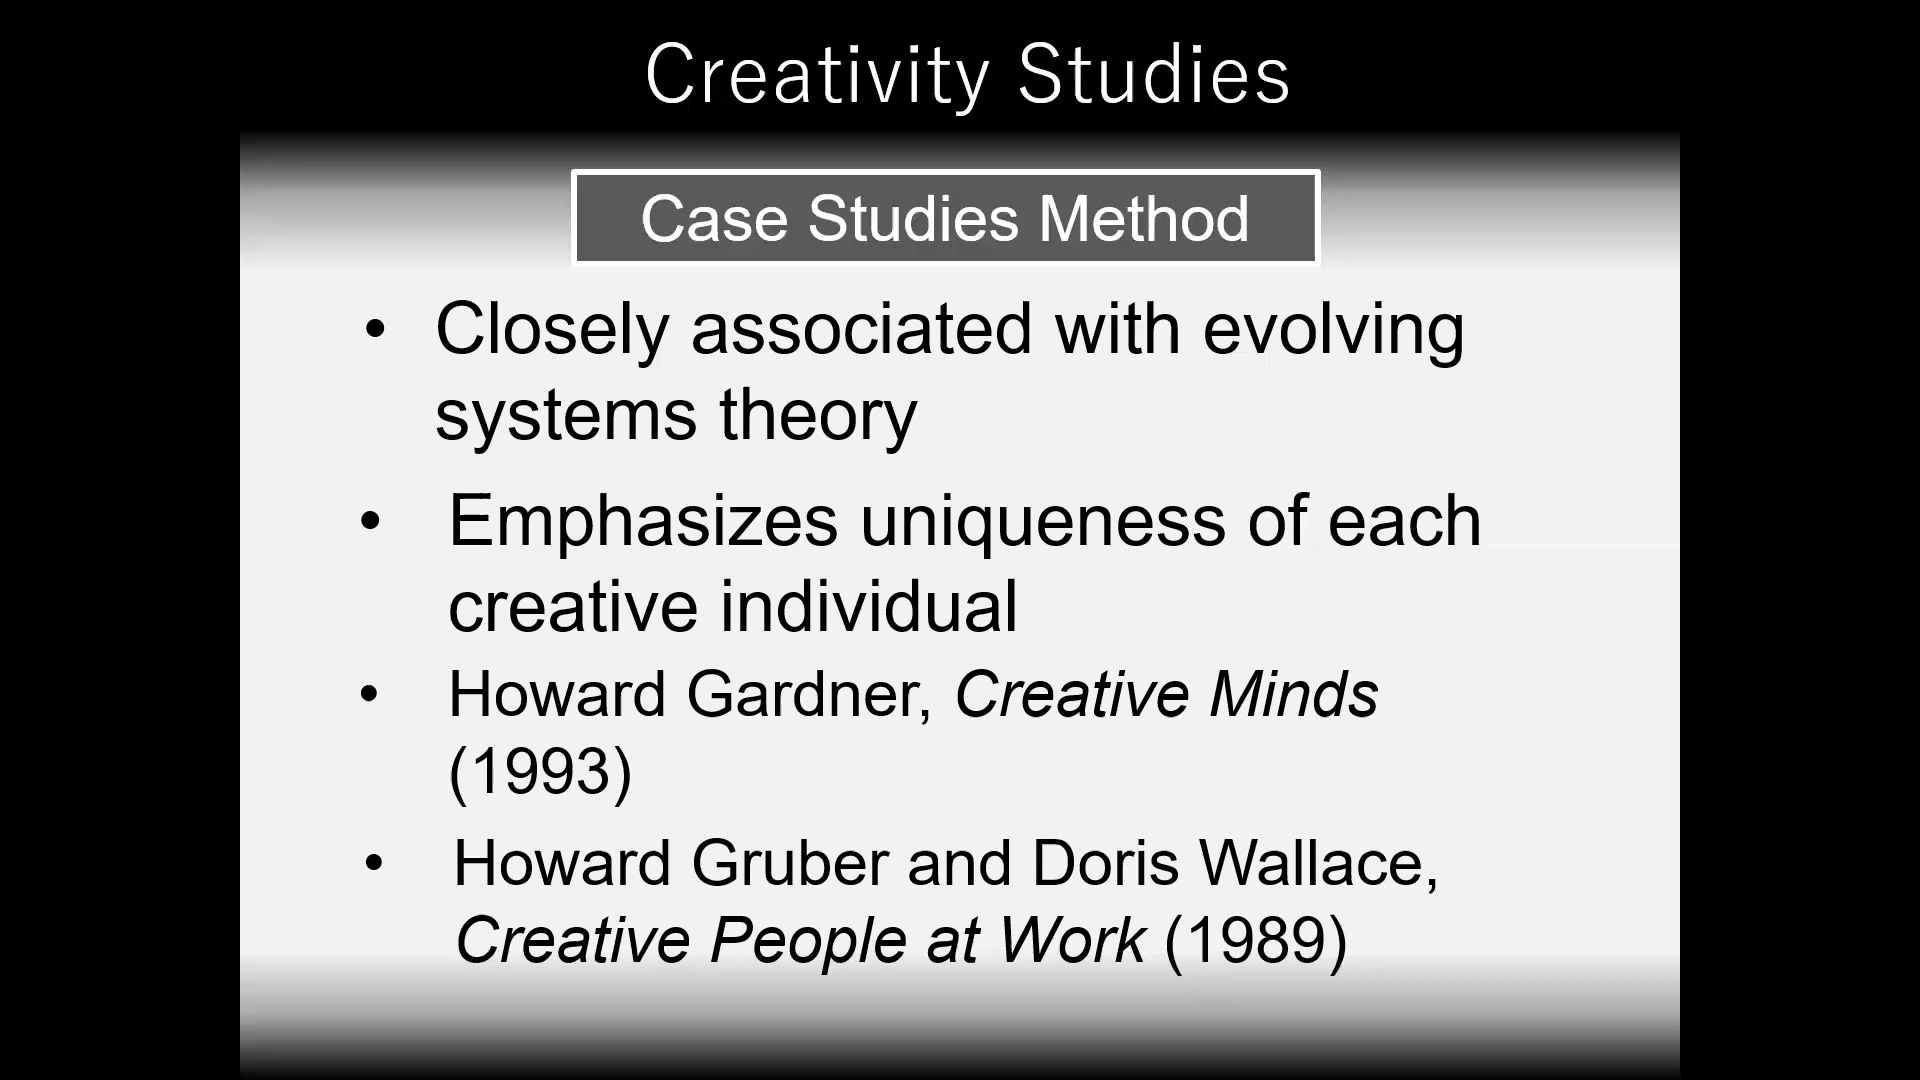 Creativity Studies
Case Studies Method
• Closely associated with evolving
systems theory
• Emphasizes uniqueness of each
creative individual
• Howard Gardner, Creative Minds
(1993)
• Howard Gruber and Doris Wallace,
Creative People at Work (1989)